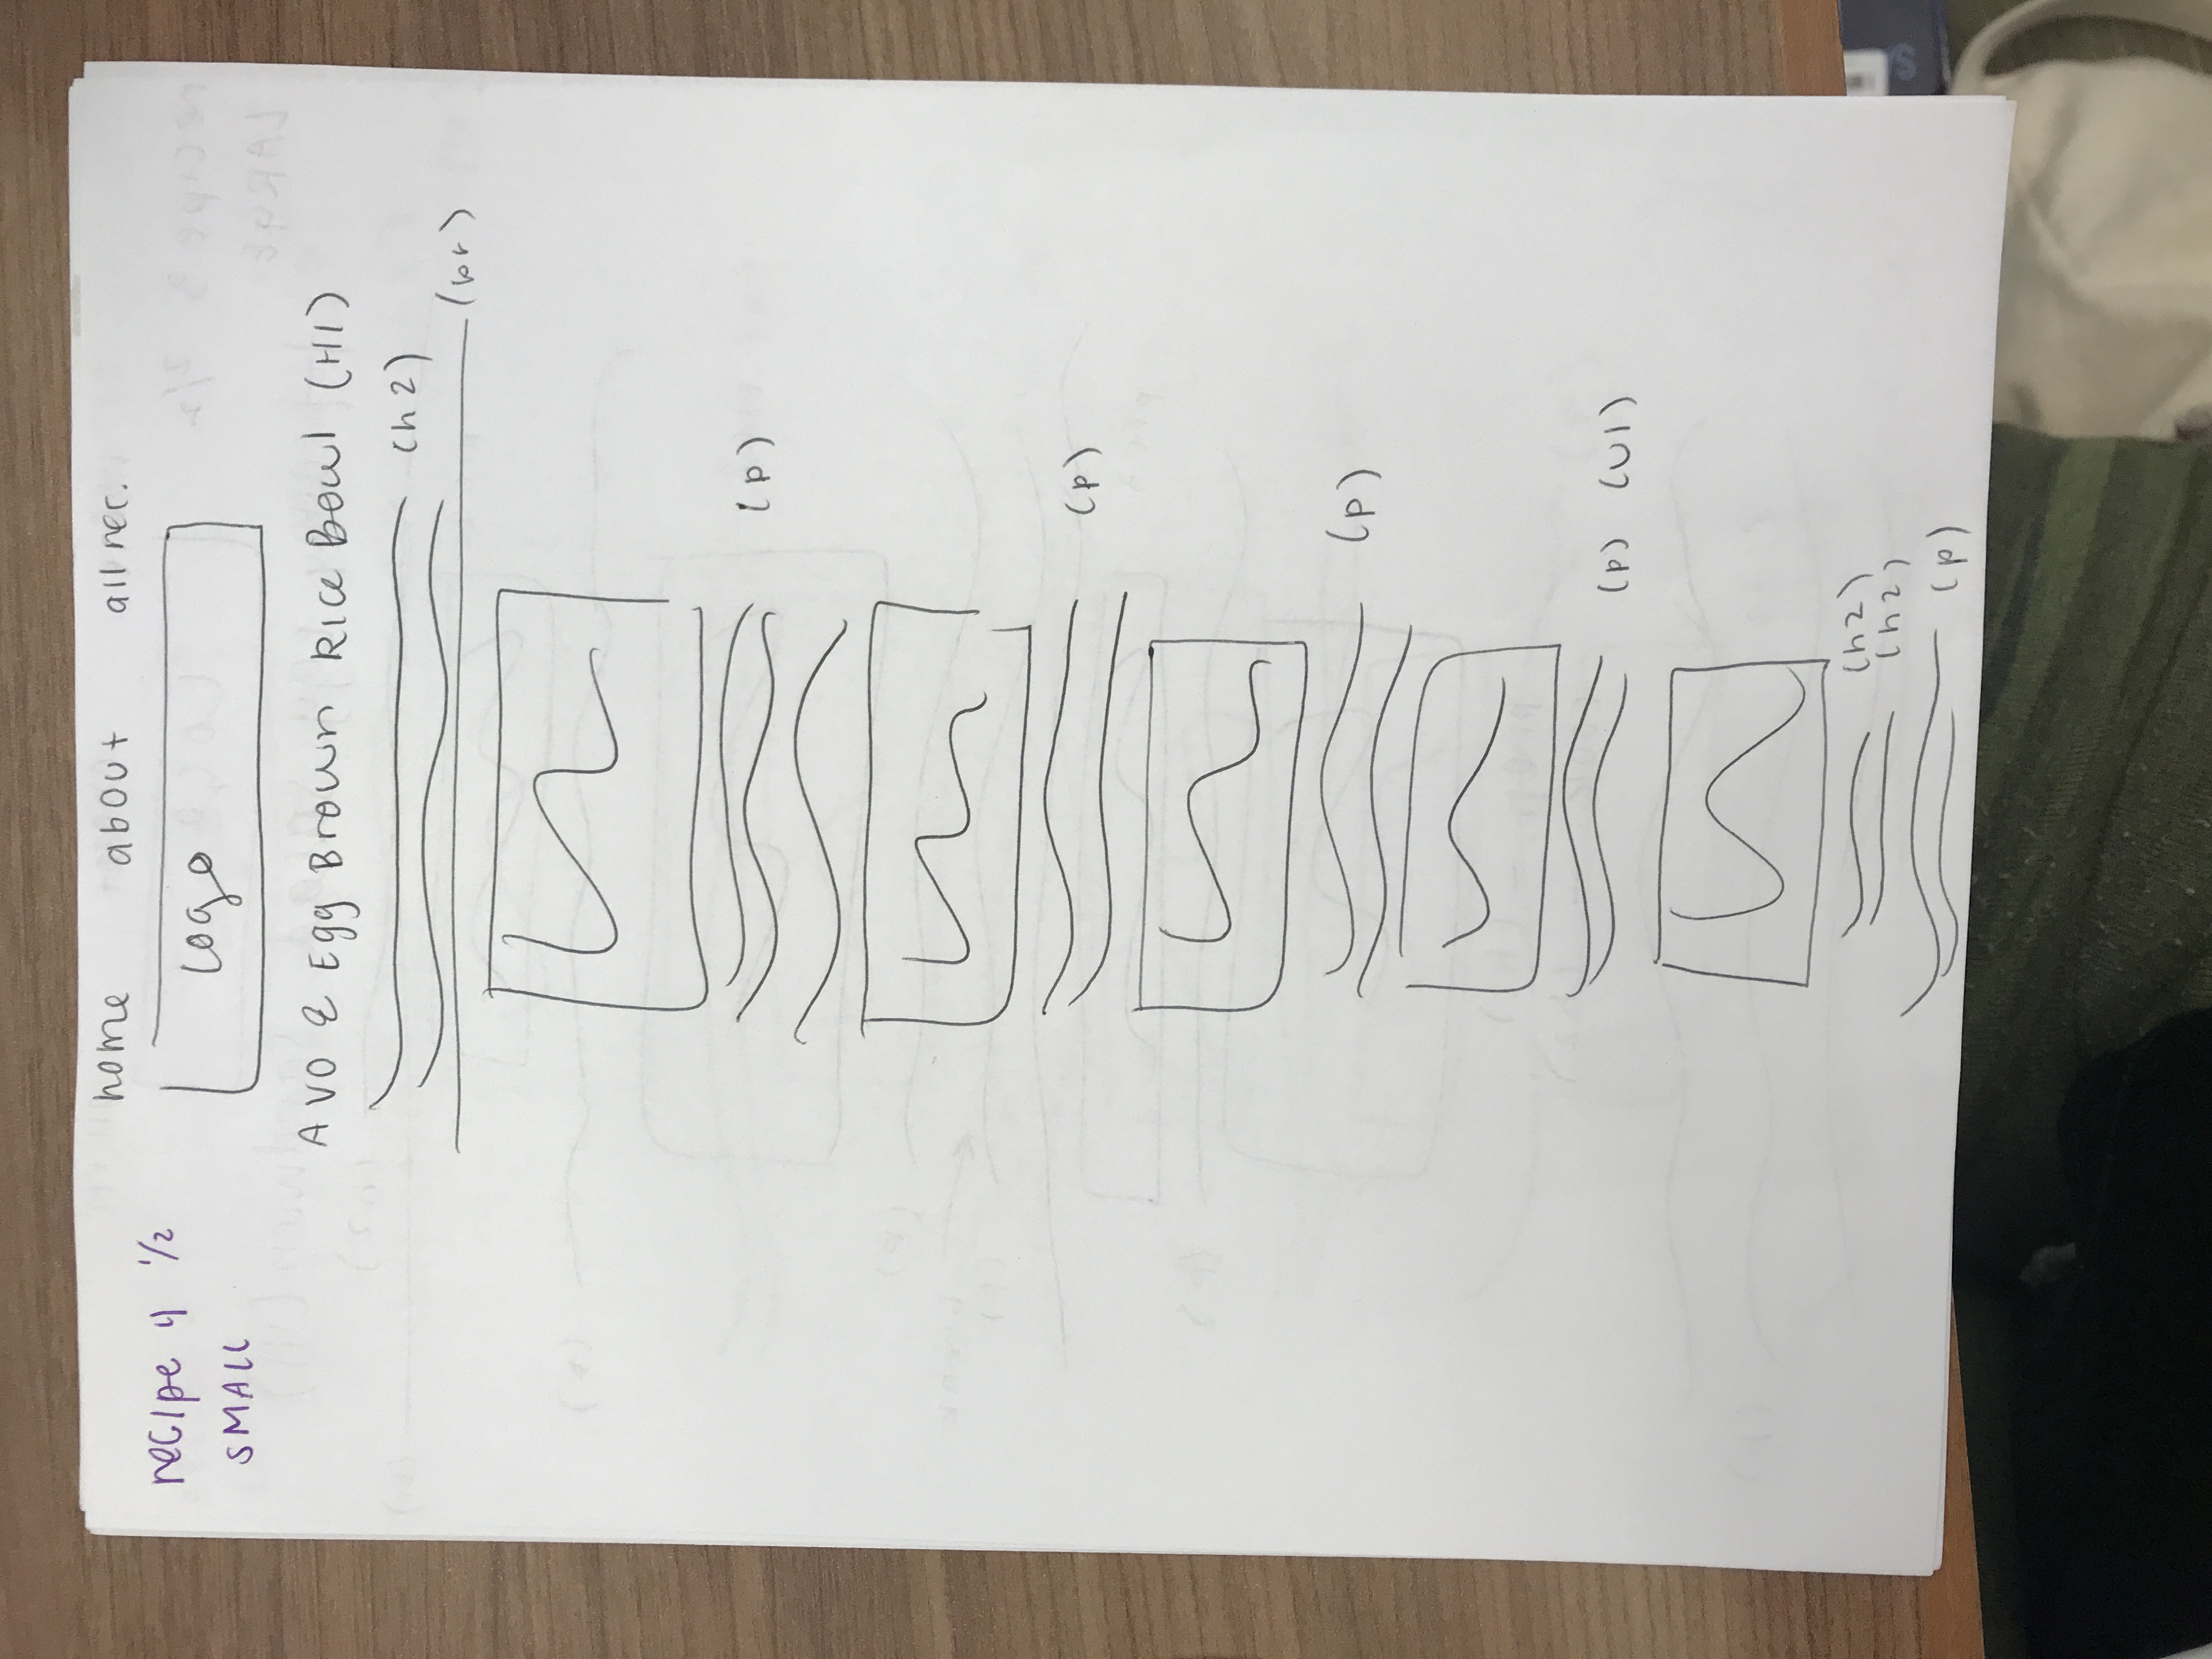 home about all rec.
recipe 4 1/2
SMALL
Logo
AVO & Egg Brown Rice Bowl (H1)
(h2)
(br)
(p)
(p)
(p)
(p) (ul)
(h2)
(h2)
(p)